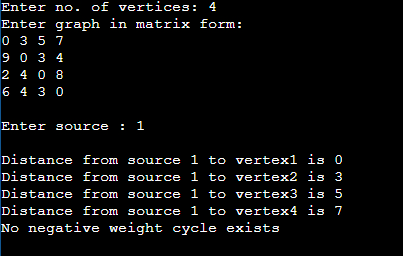 Enter no. of vertices: 4
Enter graph in matrix form:
0 3 5 7
9 0 3 4
2 4 0 8
6 4 3 0
Enter source : 1
Distance from source 1 to vertex1 is 0
Distance from source 1 to vertex2 is 3
Distance from source 1 to vertex3 is 5
Distance from source 1 to vertex4 is 7
No negative weight cycle exists